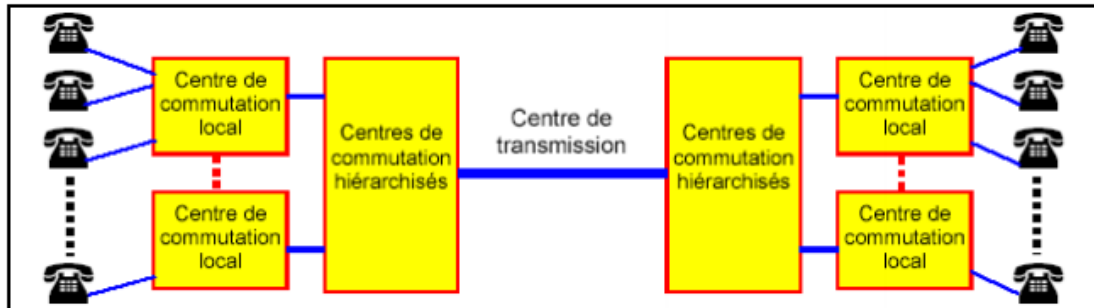 Centre de
commutation
local
Centre de
commutation
local
Centres de
commutation
hiérarchisés
Centre de
transmission
Centres de
commutation
hiérarchisés
Centre de
commutation
local
Centre de
commutation
local